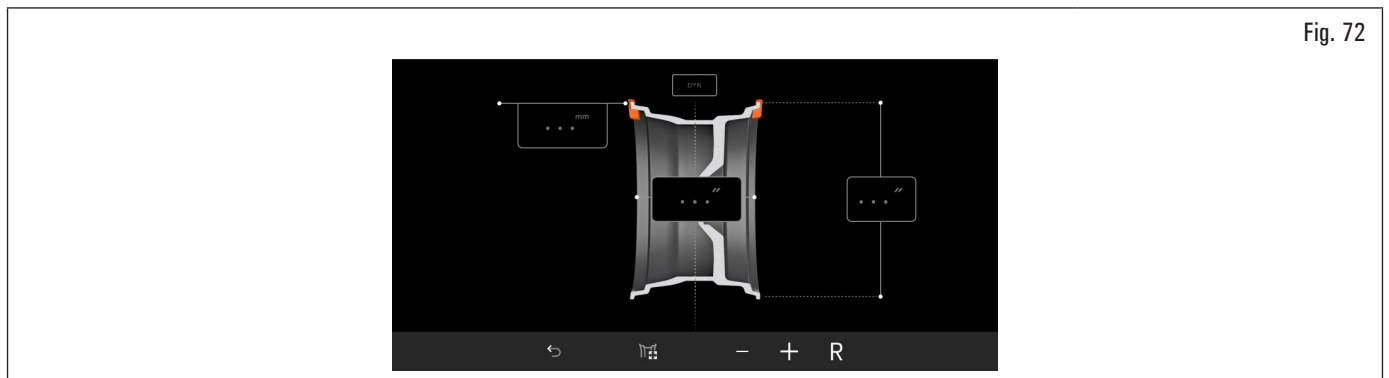 Fig. 72
DYN
... mm
... ″
... ″
- + R